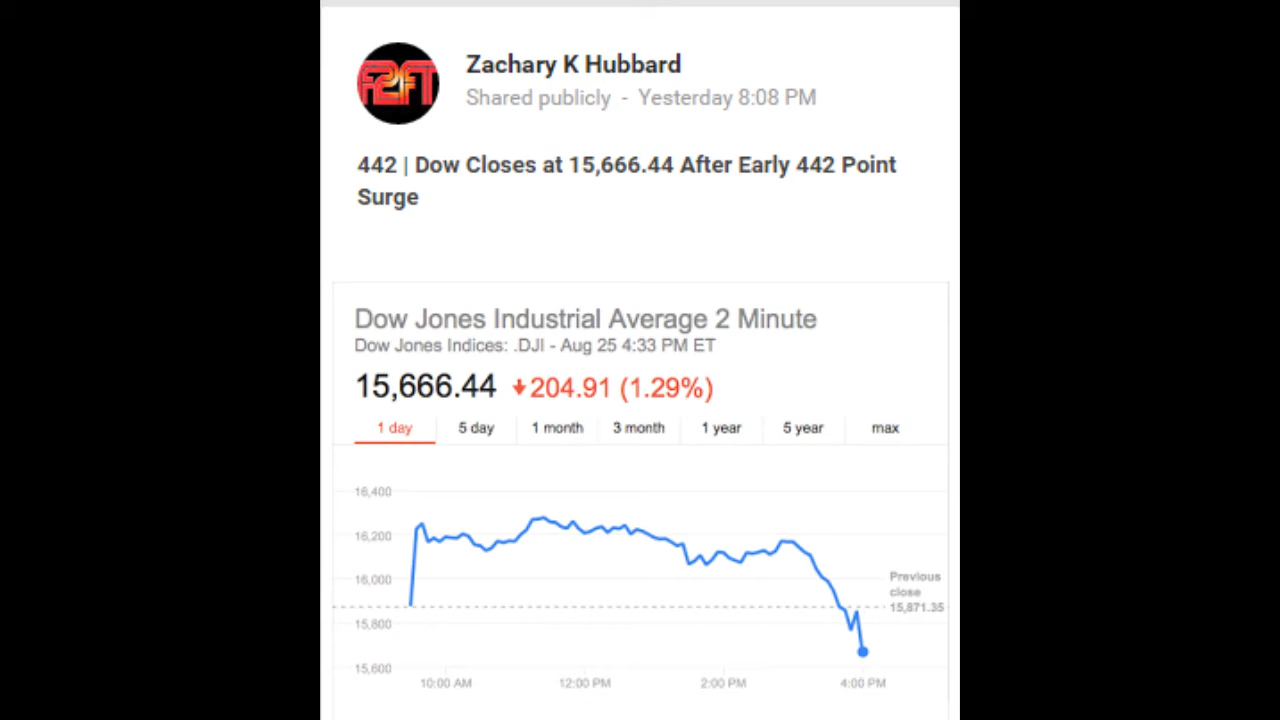 Zachary K Hubbard
Shared publicly - Yesterday 8:08 PM
442 | Dow Closes at 15,666.44 After Early 442 Point
Surge
Dow Jones Industrial Average 2 Minute
Dow Jones Indices: .DJI - Aug 25 4:33 PM ET
15,666.44 204.91 (1.29%)
1 day 5 day 1 month 3 month 1 year 5 year max
16,400
16,200
16,000
15,800
15,600
Previous
close
15,871.35
10:00 AM 12:00 PM 2:00 PM 4:00 PM